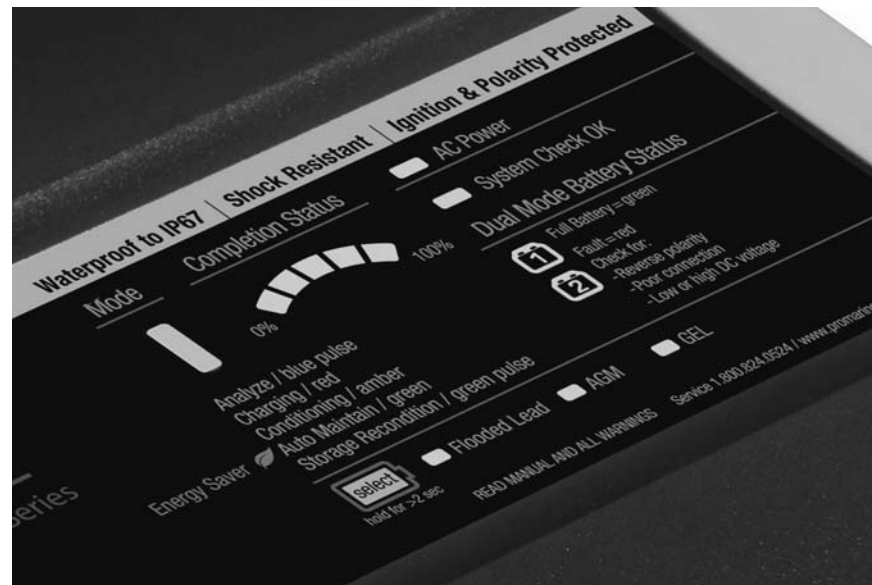 Waterproof to IP67 | Shock Resistant | Ignition & Polarity Protected
Mode
Completion Status
0%
100%
AC Power
System Check OK
Dual Mode Battery Status
1
2
Full Battery = green
Fault = red
Check for:
-Reverse polarity
-Poor connection
-Low or high DC voltage
Analyze / blue pulse
Charging / red
Conditioning / amber
Energy Saver Auto Maintain / green
Storage Recondition / green pulse
select
hold for >2 sec
Flooded Lead
AGM
GEL
READ MANUAL AND ALL WARNINGS
Service 1.800.824.0524 / www.promarine
eries